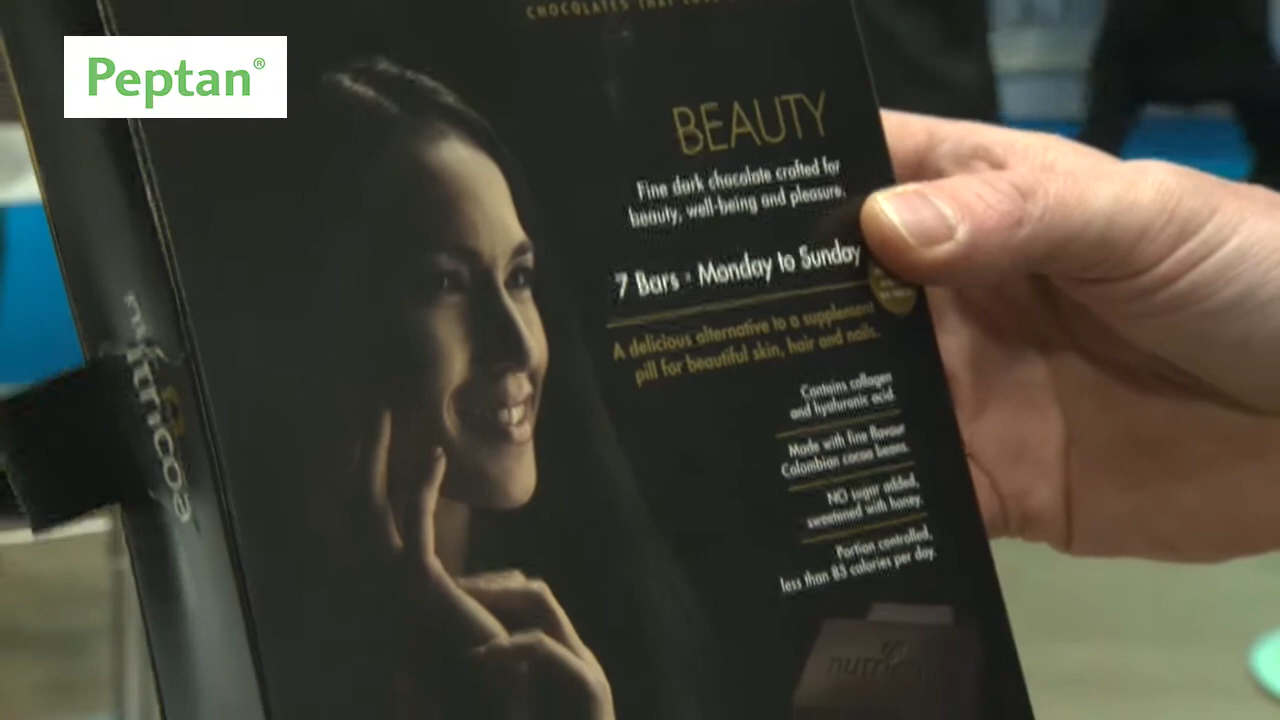 CHOCOLATES THAT
Peptan®
BEAUTY
Fine dark chocolate crafted for
beauty, well-being and pleasure.
7 Bars - Monday to Sunday
A delicious alternative to a supplement
pill for beautiful skin, hair and nails.
Contains collagen
and hyaluronic acid.
Made with fine flavour
Colombian cocoa beans.
NO sugar added,
sweetened with honey.
Portion controlled,
less than 85 calories per day.